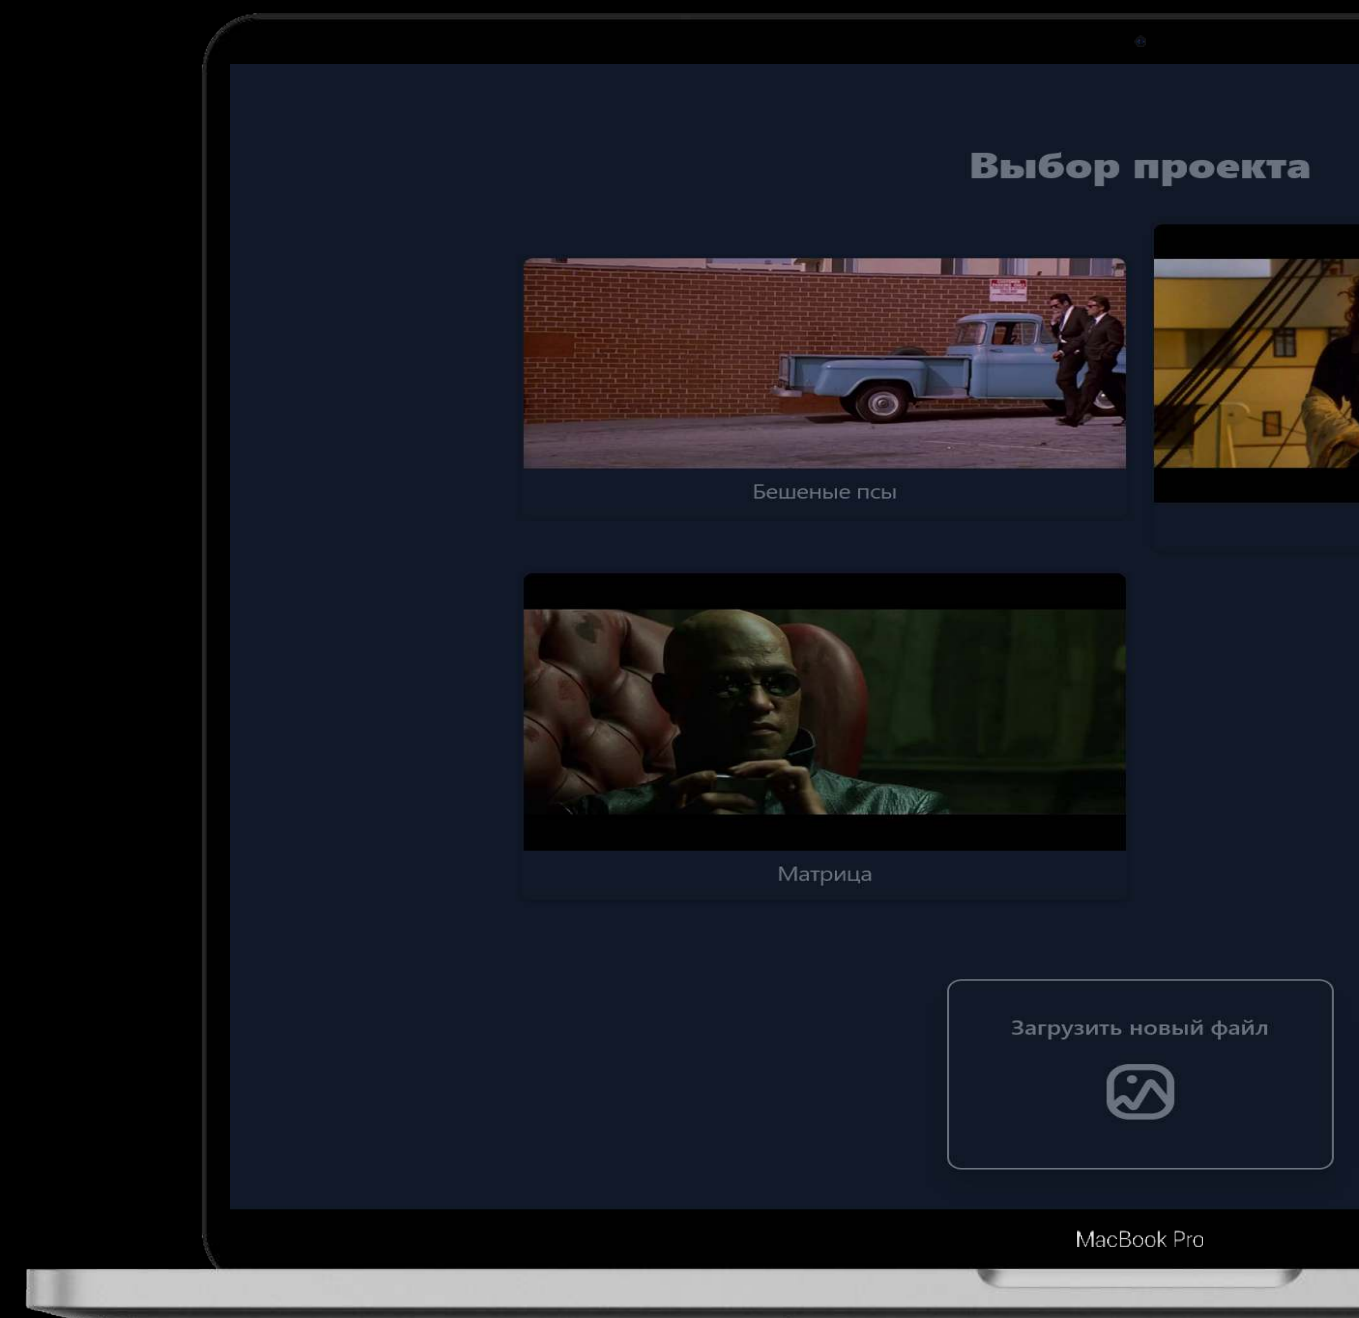 Выбор проекта
Бешеные псы
Матрица
Загрузить новый файл
MacBook Pro